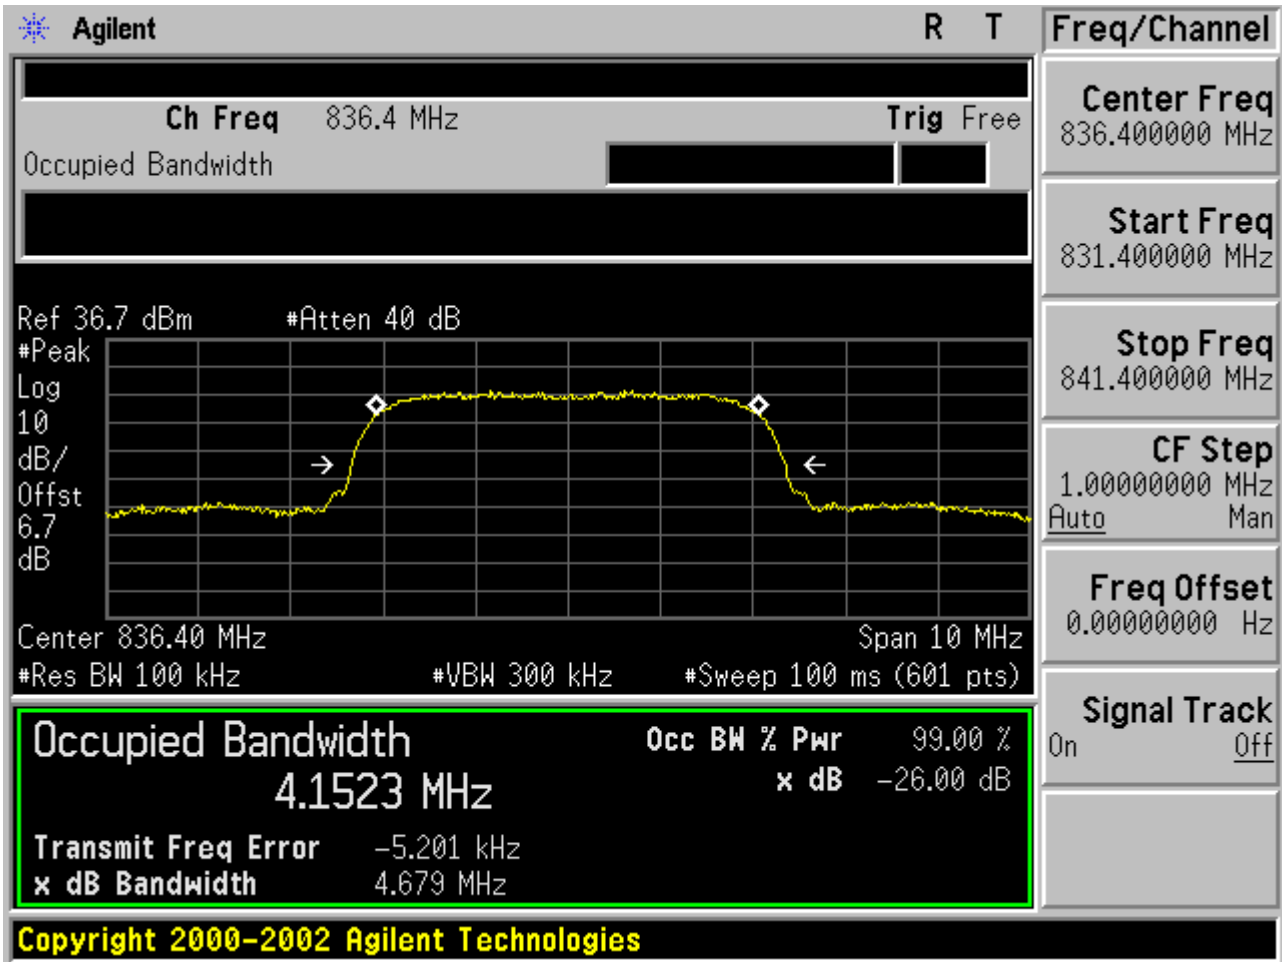 Agilent R T Freq/Channel
Ch Freq 836.4 MHz Trig Free
Occupied Bandwidth
Center Freq
836.400000 MHz
Start Freq
831.400000 MHz
Stop Freq
841.400000 MHz
CF Step
1.00000000 MHz
Auto Man
Freq Offset
0.00000000 Hz
Signal Track
On Off
Ref 36.7 dBm #Atten 40 dB
#Peak
Log
10
dB/
Offst
6.7
dB
Center 836.40 MHz Span 10 MHz
#Res BW 100 kHz #VBW 300 kHz #Sweep 100 ms (601 pts)
Occupied Bandwidth
4.1523 MHz
Occ BW % Pwr 99.00 %
x dB -26.00 dB
Transmit Freq Error -5.201 kHz
x dB Bandwidth 4.679 MHz
Copyright 2000-2002 Agilent Technologies